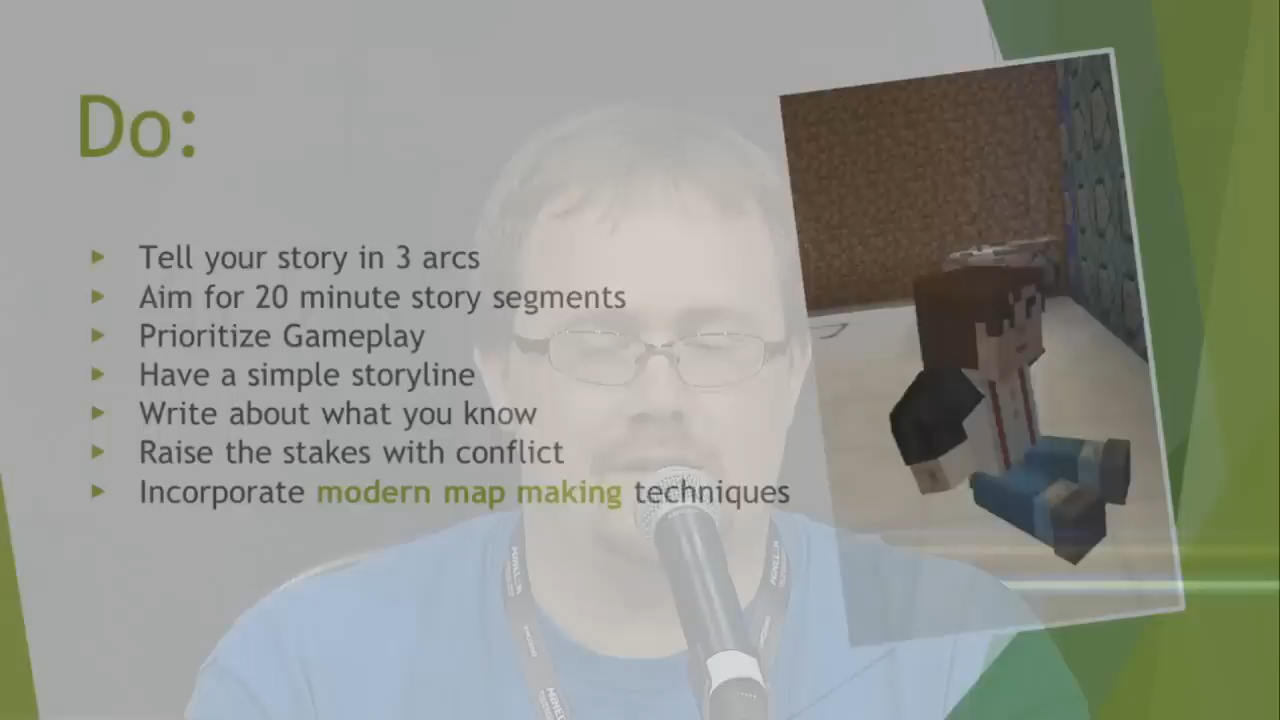 Do:
Tell your story in 3 arcs
Aim for 20 minute story segments
Prioritize Gameplay
Have a simple storyline
Write about what you know
Raise the stakes with conflict
Incorporate modern map making techniques